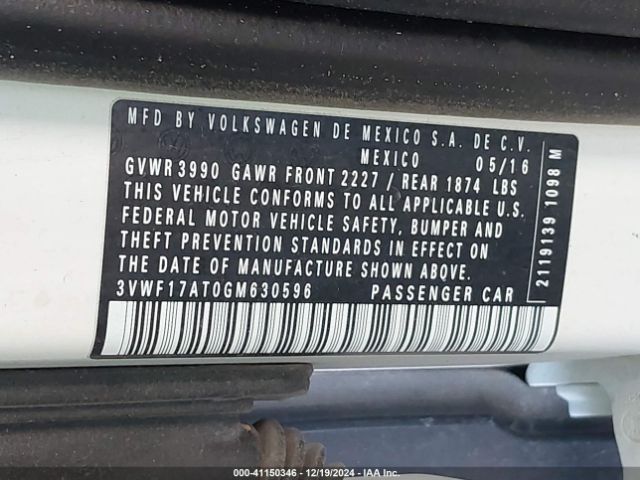 MFD BY VOLKSWAGEN DE MEXICO S.A. DE C.V.
MEXICO 05/16
GVWR 3990 GAWR FRONT 2227 / REAR 1874 LBS
THIS VEHICLE CONFORMS TO ALL APPLICABLE U.S.
FEDERAL MOTOR VEHICLE SAFETY, BUMPER AND
THEFT PREVENTION STANDARDS IN EFFECT ON
THE DATE OF MANUFACTURE SHOWN ABOVE.
3VWF17AT0GM630596 PASSENGER CAR
2119139 1098 M
000-41150346 - 12/19/2024 - IAA Inc.